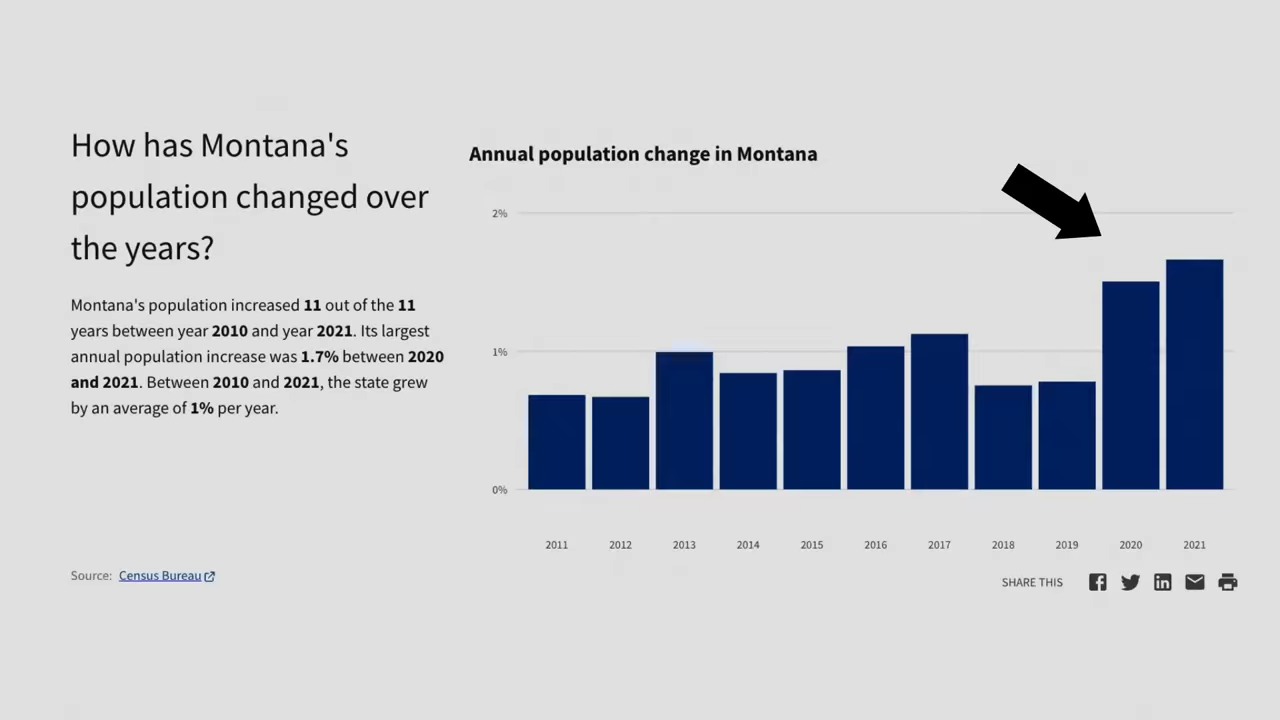 How has Montana's
population changed over
the years?
Montana's population increased 11 out of the 11
years between year 2010 and year 2021. Its largest
annual population increase was 1.7% between 2020
and 2021. Between 2010 and 2021, the state grew
by an average of 1% per year.
Source: Census Bureau
Annual population change in Montana
2%
1%
0%
2011 2012 2013 2014 2015 2016 2017 2018 2019 2020 2021
SHARE THIS